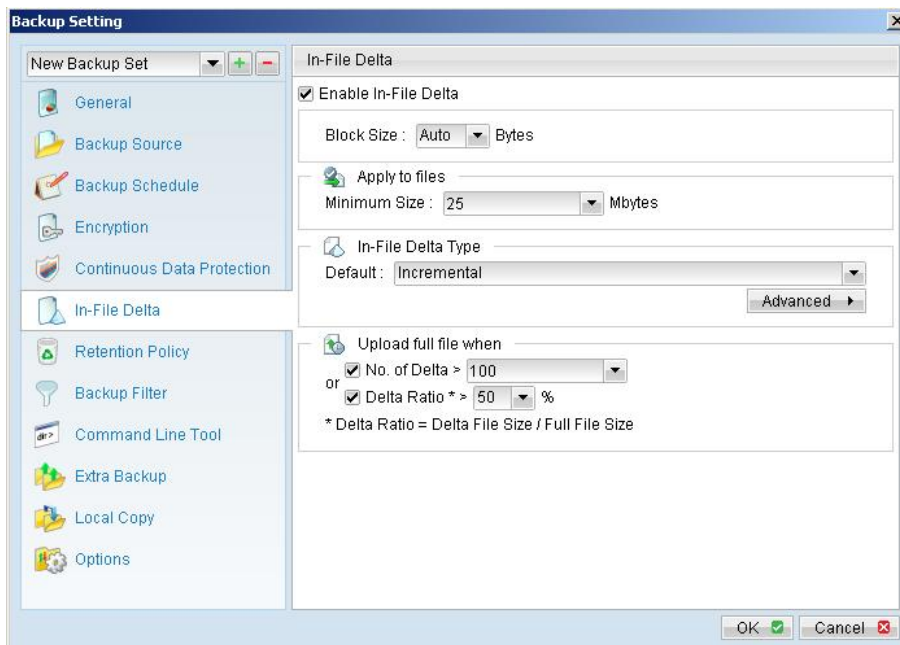 Backup Setting
New Backup Set
General
Backup Source
Backup Schedule
Encryption
Continuous Data Protection
In-File Delta
Retention Policy
Backup Filter
dir>
Command Line Tool
Extra Backup
Local Copy
Options
In-File Delta
Enable In-File Delta
Block Size : Auto Bytes
Apply to files
Minimum Size : 25 Mbytes
In-File Delta Type
Default : Incremental
Advanced
Upload full file when
No. of Delta > 100
or
Delta Ratio * > 50 %
* Delta Ratio = Delta File Size / Full File Size
OK
Cancel